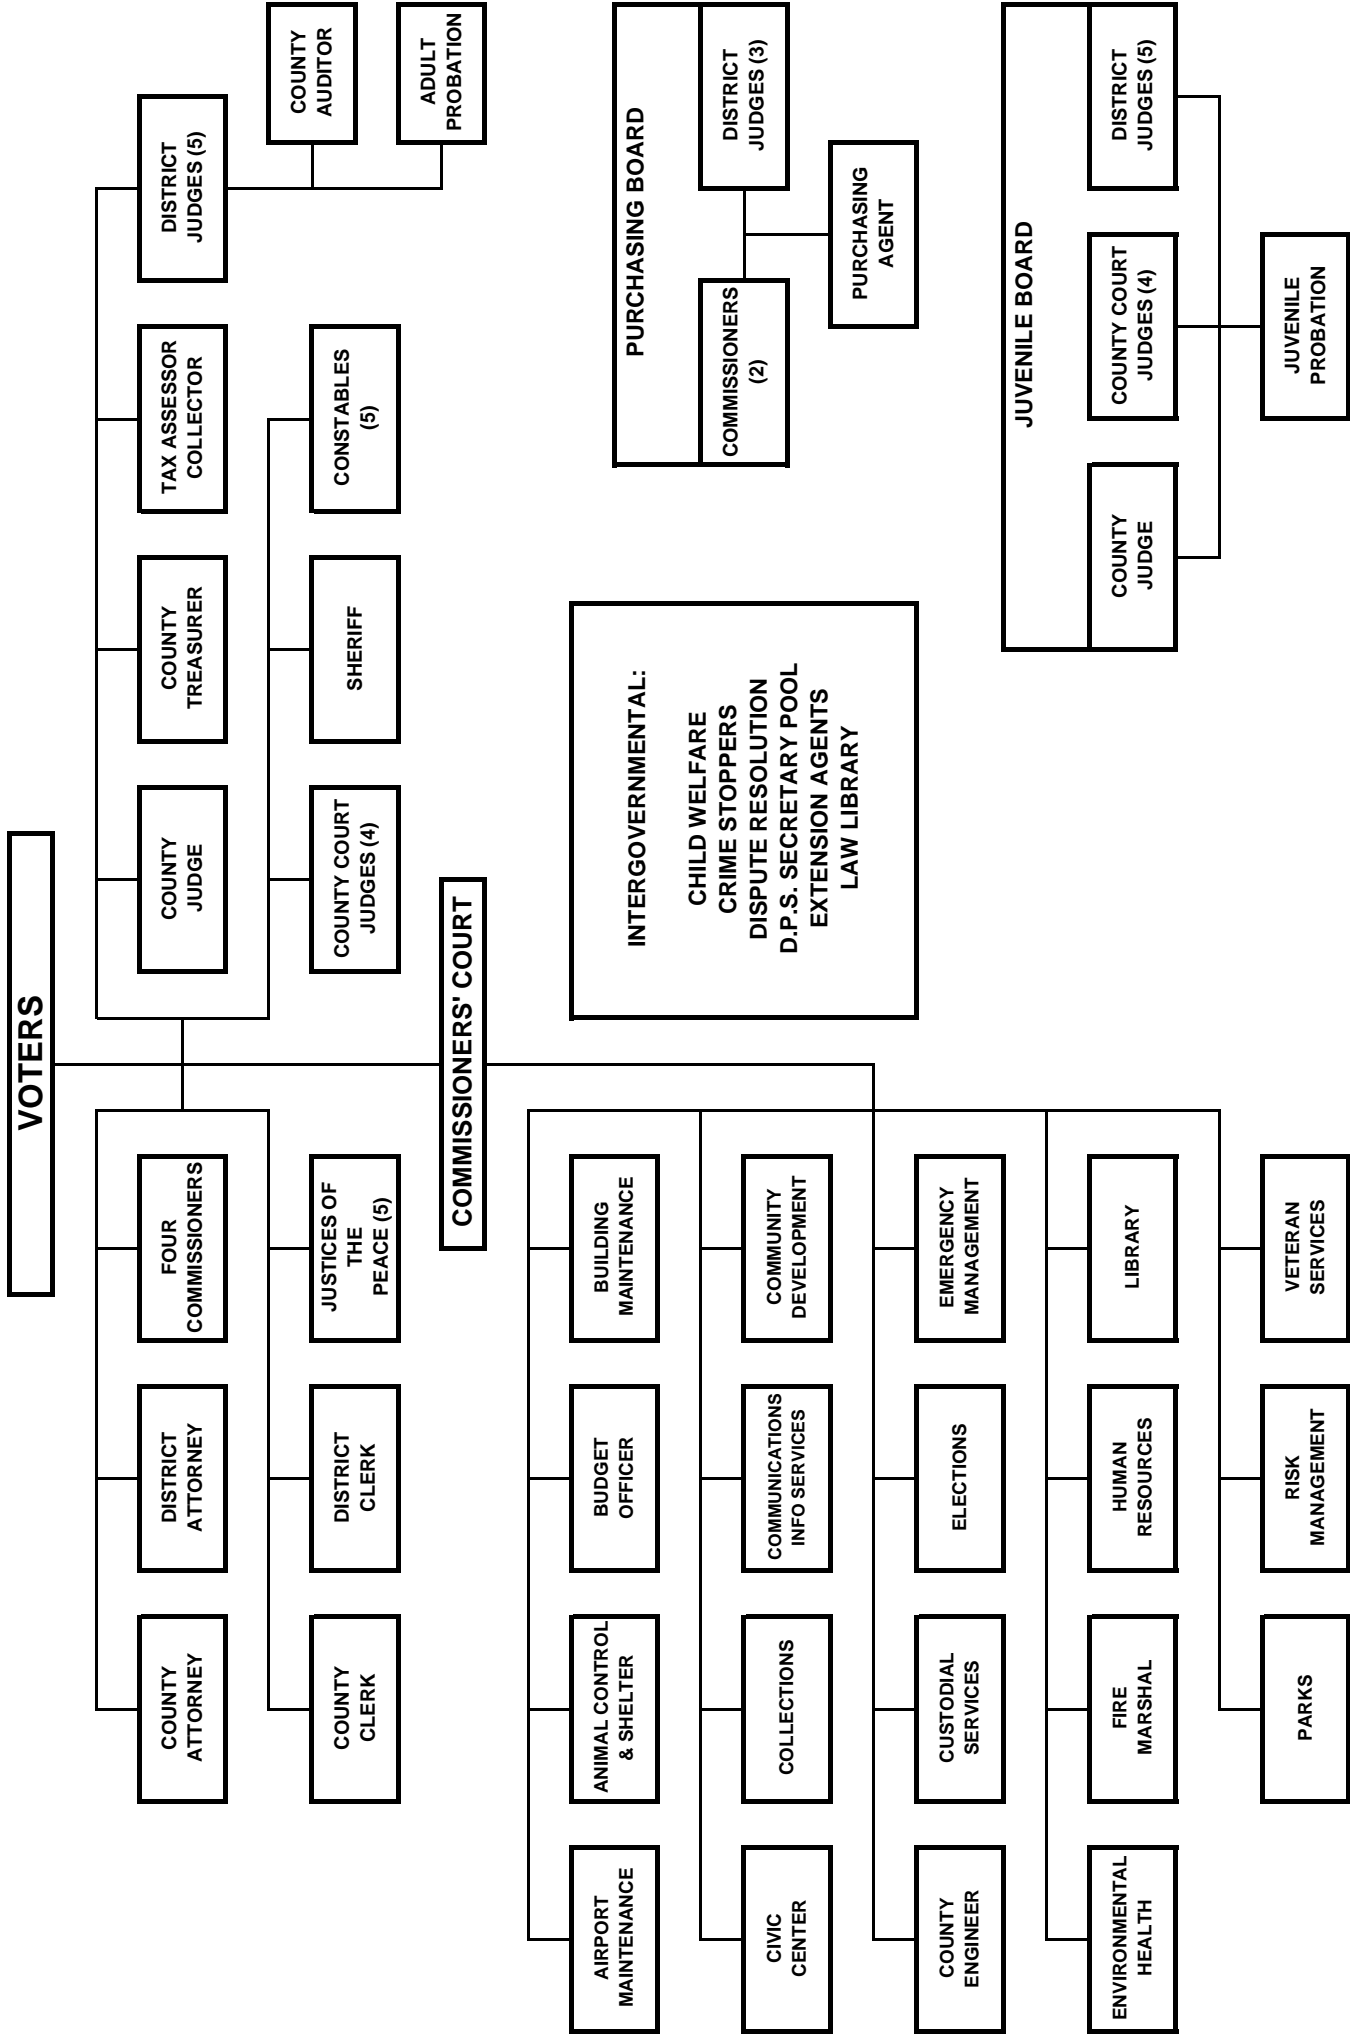 VOTERS
COUNTY
ATTORNEY
DISTRICT
ATTORNEY
FOUR
COMMISSIONERS
COUNTY
JUDGE
COUNTY
TREASURER
TAX ASSESSOR
COLLECTOR
DISTRICT
JUDGES (5)
COUNTY
CLERK
DISTRICT
CLERK
JUSTICES OF
THE
PEACE (5)
COUNTY COURT
JUDGES (4)
SHERIFF
CONSTABLES
(5)
COUNTY
AUDITOR
ADULT
PROBATION
COMMISSIONERS' COURT
AIRPORT
MAINTENANCE
ANIMAL CONTROL
& SHELTER
BUDGET
OFFICER
BUILDING
MAINTENANCE
CIVIC
CENTER
COLLECTIONS
COMMUNICATIONS
INFO SERVICES
COMMUNITY
DEVELOPMENT
COUNTY
ENGINEER
CUSTODIAL
SERVICES
ELECTIONS
EMERGENCY
MANAGEMENT
ENVIRONMENTAL
HEALTH
FIRE
MARSHAL
HUMAN
RESOURCES
LIBRARY
PARKS
RISK
MANAGEMENT
VETERAN
SERVICES
INTERGOVERNMENTAL:
CHILD WELFARE
CRIME STOPPERS
DISPUTE RESOLUTION
D.P.S. SECRETARY POOL
EXTENSION AGENTS
LAW LIBRARY
PURCHASING BOARD
COMMISSIONERS
(2)
DISTRICT
JUDGES (3)
PURCHASING
AGENT
JUVENILE BOARD
COUNTY
JUDGE
COUNTY COURT
JUDGES (4)
DISTRICT
JUDGES (5)
JUVENILE
PROBATION